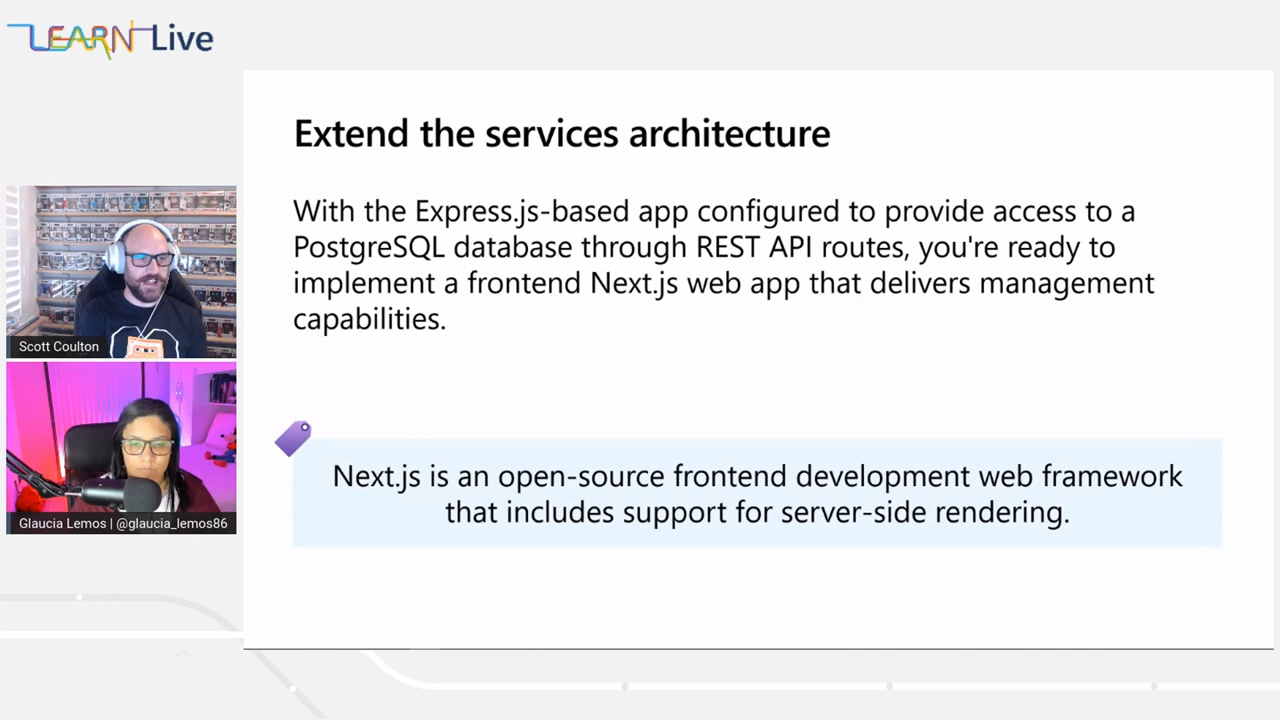 LEARN Live
Extend the services architecture
With the Express.js-based app configured to provide access to a
PostgreSQL database through REST API routes, you're ready to
implement a frontend Next.js web app that delivers management
capabilities.
Next.js is an open-source frontend development web framework
that includes support for server-side rendering.
Scott Coulton
Glaucia Lemos | @glaucia_lemos86